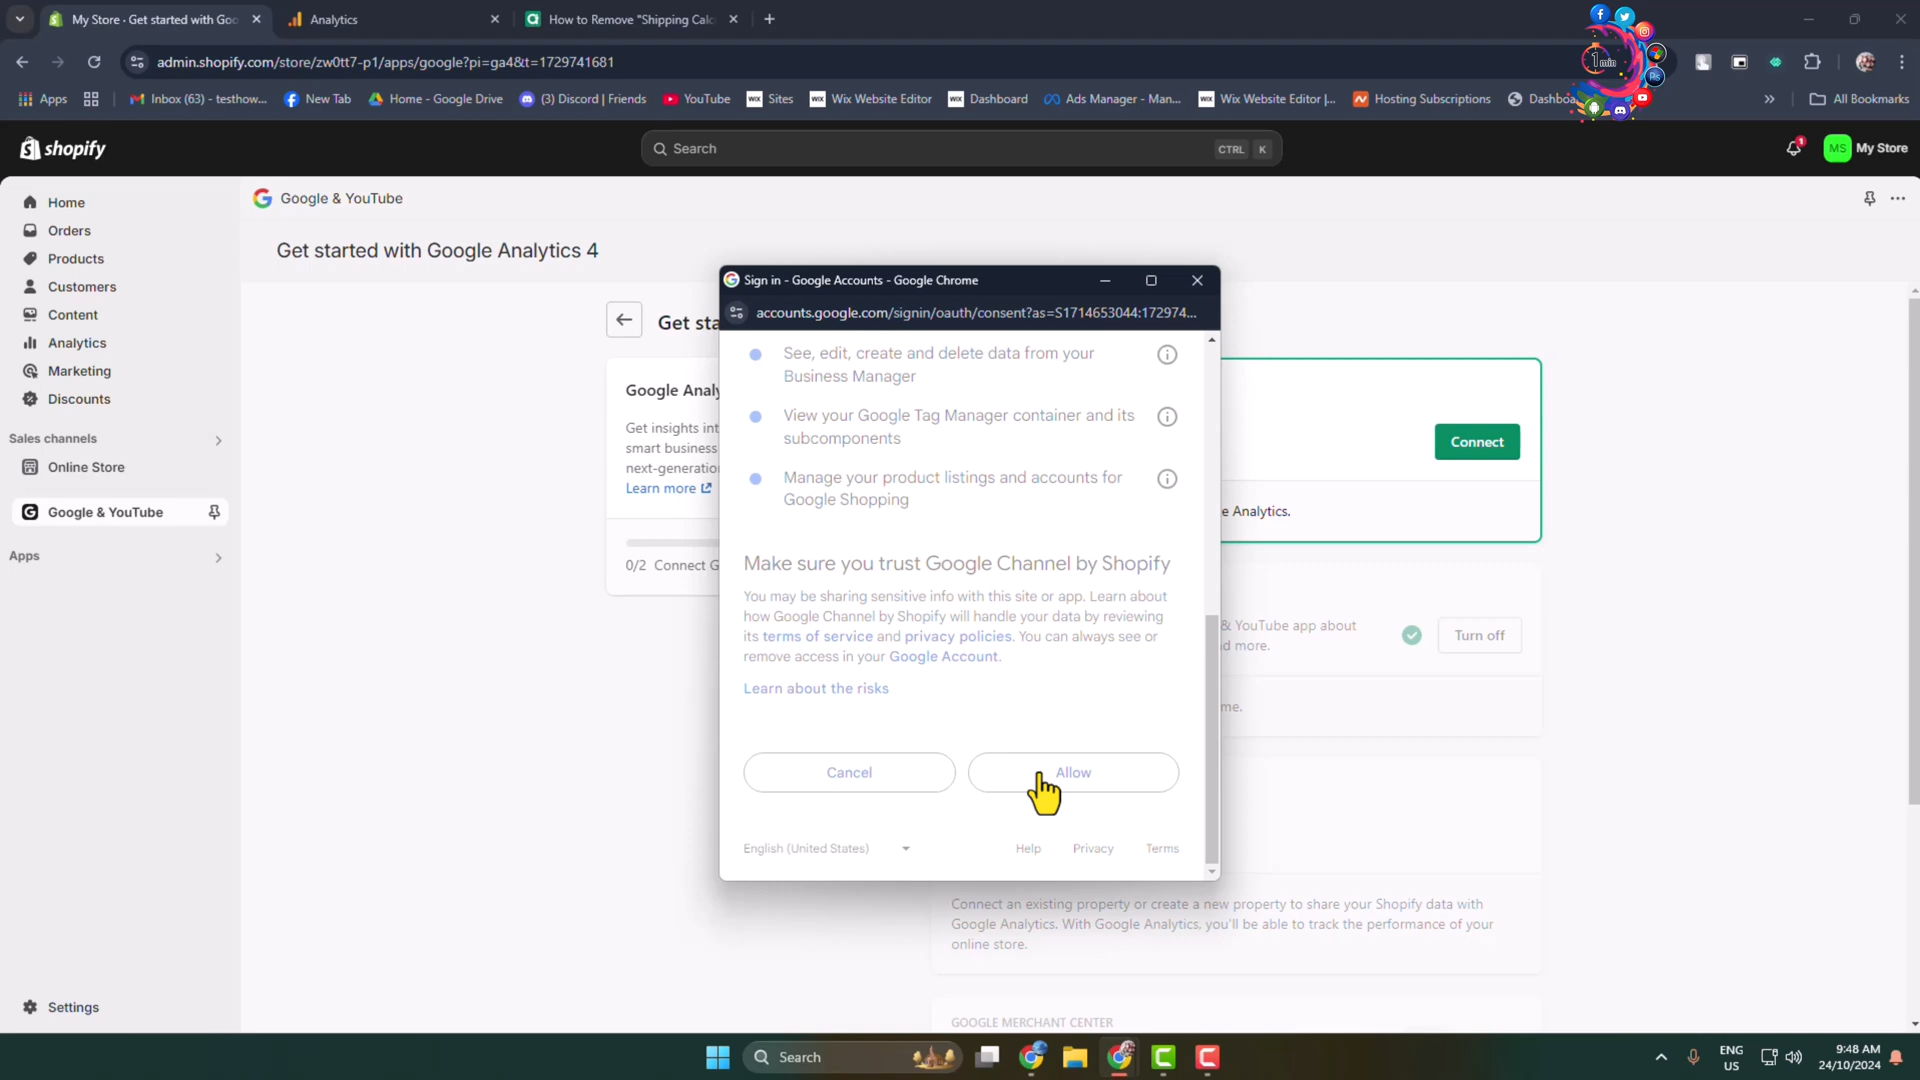 My Store · Get started with Goo
Analytics
How to Remove "Shipping Calc
admin.shopify.com/store/zw0tt7-p1/apps/google?pi=ga4&t=1729741681
1min
Ps
Apps
Inbox (63) - testhow...
New Tab
Home - Google Drive
(3) Discord | Friends
YouTube
WIX Sites
WIX Wix Website Editor
WIX Dashboard
Ads Manager - Man...
WIX Wix Website Editor |...
Hosting Subscriptions
Dashboa
All Bookmarks
shopify
Search
CTRL K
1
MS My Store
Home
Orders
Products
Customers
Content
Analytics
Marketing
Discounts
Sales channels
Online Store
Google & YouTube
Apps
Settings
Google & YouTube
Get started with Google Analytics 4
Get sta
Google Analy
Get insights int
smart business
next-generatio
Learn more
0/2 Connect G
Sign in - Google Accounts - Google Chrome
accounts.google.com/signin/oauth/consent?as=S1714653044:172974...
See, edit, create and delete data from your
Business Manager
View your Google Tag Manager container and its
subcomponents
Manage your product listings and accounts for
Google Shopping
Make sure you trust Google Channel by Shopify
You may be sharing sensitive info with this site or app. Learn about
how Google Channel by Shopify will handle your data by reviewing
its terms of service and privacy policies. You can always see or
remove access in your Google Account.
Learn about the risks
Cancel
Allow
English (United States)
Help
Privacy
Terms
Connect
e Analytics.
& YouTube app about
d more.
Turn off
me.
Connect an existing property or create a new property to share your Shopify data with
Google Analytics. With Google Analytics, you'll be able to track the performance of your
online store.
GOOGLE MERCHANT CENTER
Search
ENG
US
9:48 AM
24/10/2024